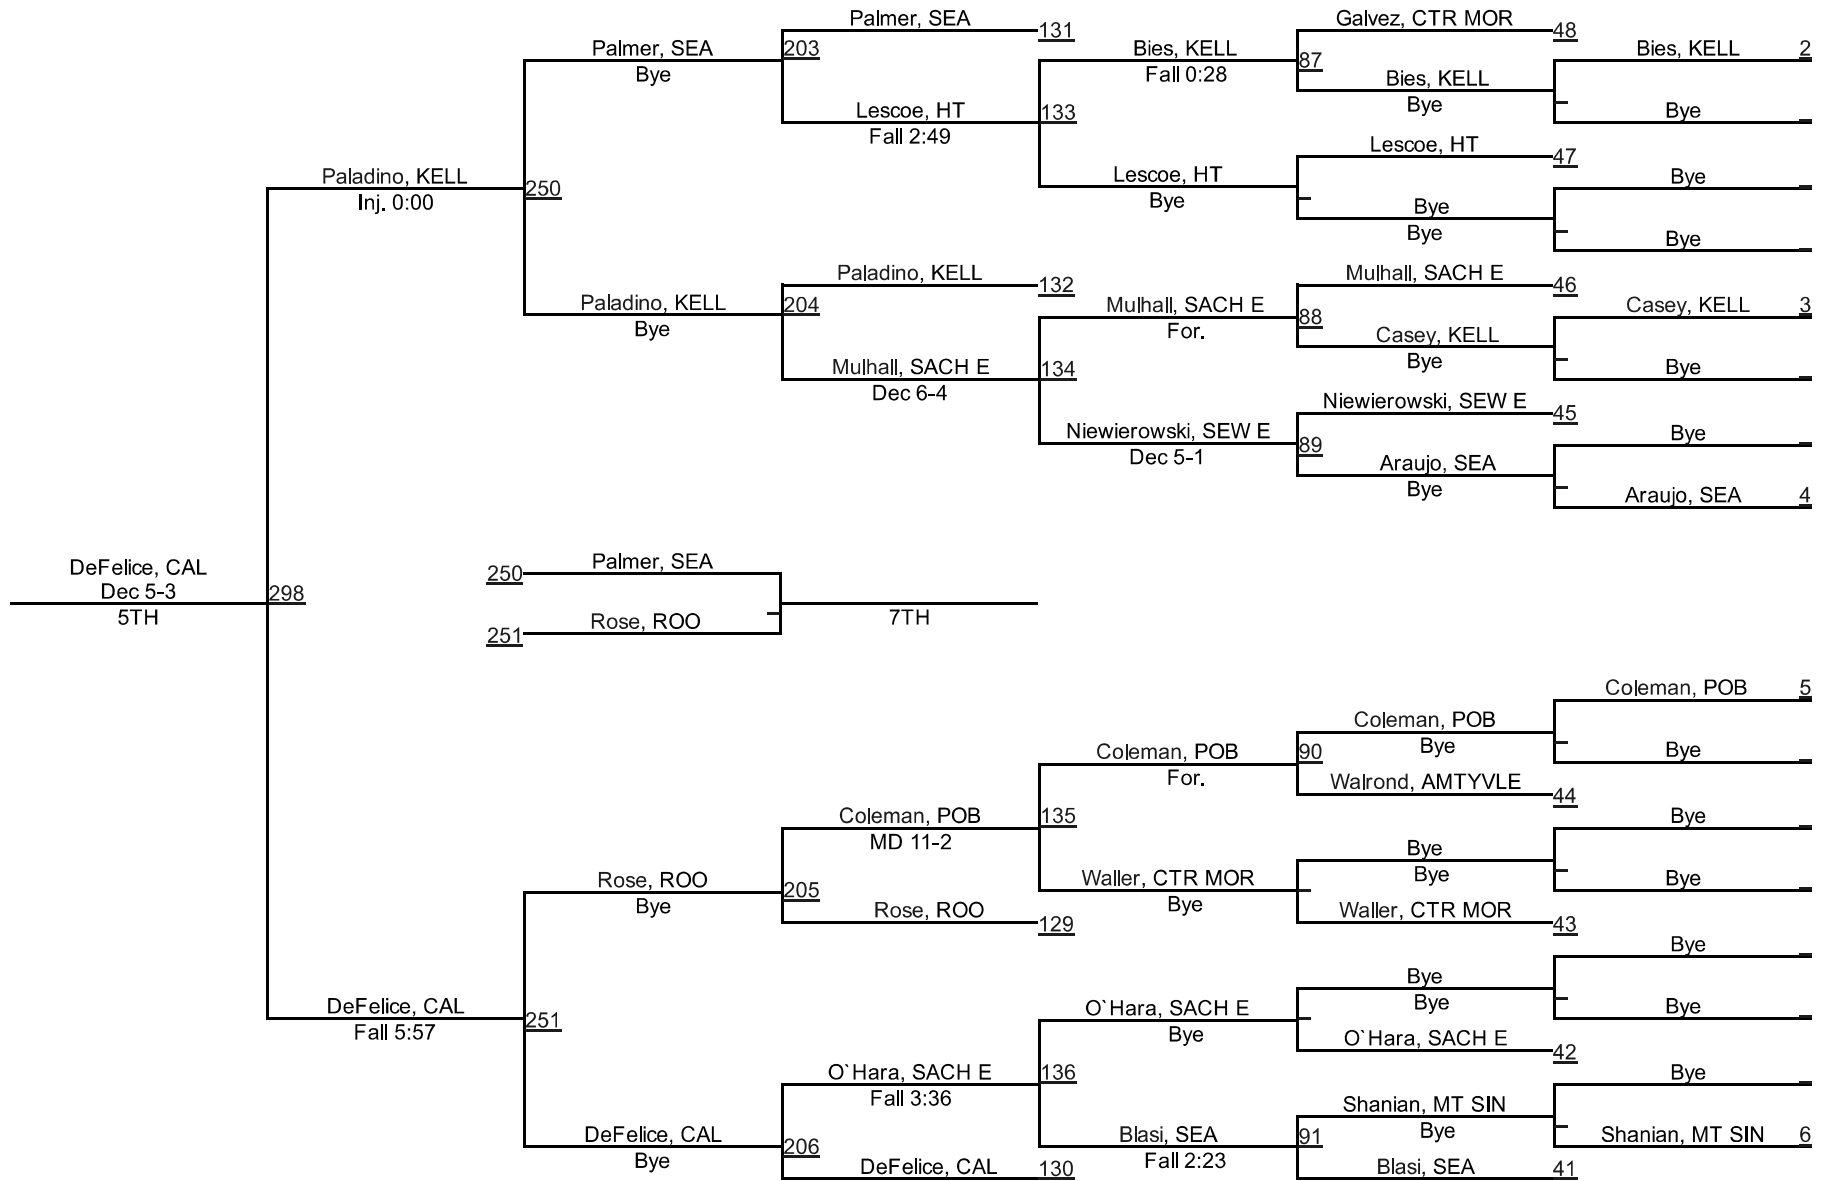 Palmer, SEA
131
Galvez, CTR MOR
48
Palmer, SEA
Bye
203
Bies, KELL
Fall 0:28
87
Bies, KELL
Bye
Bies, KELL
2
Bye
Lescoe, HT
Fall 2:49
133
Lescoe, HT
47
Paladino, KELL
Inj. 0:00
250
Lescoe, HT
Bye
Bye
Bye
Bye
Bye
Paladino, KELL
132
Mulhall, SACH E
46
Paladino, KELL
Bye
204
Mulhall, SACH E
For.
88
Casey, KELL
Bye
Casey, KELL
3
Bye
Mulhall, SACH E
Dec 6-4
134
Niewierowski, SEW E
45
Niewierowski, SEW E
Dec 5-1
89
Araujo, SEA
Bye
Bye
Araujo, SEA
4
DeFelice, CAL
Dec 5-3
5TH
298
250
Palmer, SEA
251
Rose, ROO
7TH
Coleman, POB
5
Coleman, POB
Bye
Bye
Coleman, POB
For.
90
Walrond, AMTYVLE
44
Coleman, POB
MD 11-2
135
Bye
Bye
Bye
Bye
Rose, ROO
Bye
205
Waller, CTR MOR
Bye
Waller, CTR MOR
43
Rose, ROO
129
Bye
Bye
Bye
Bye
DeFelice, CAL
Fall 5:57
251
O`Hara, SACH E
Bye
O`Hara, SACH E
42
O`Hara, SACH E
Fall 3:36
136
Bye
Shanian, MT SIN
Bye
Shanian, MT SIN
6
DeFelice, CAL
Bye
206
Blasi, SEA
Fall 2:23
91
DeFelice, CAL
130
Blasi, SEA
41